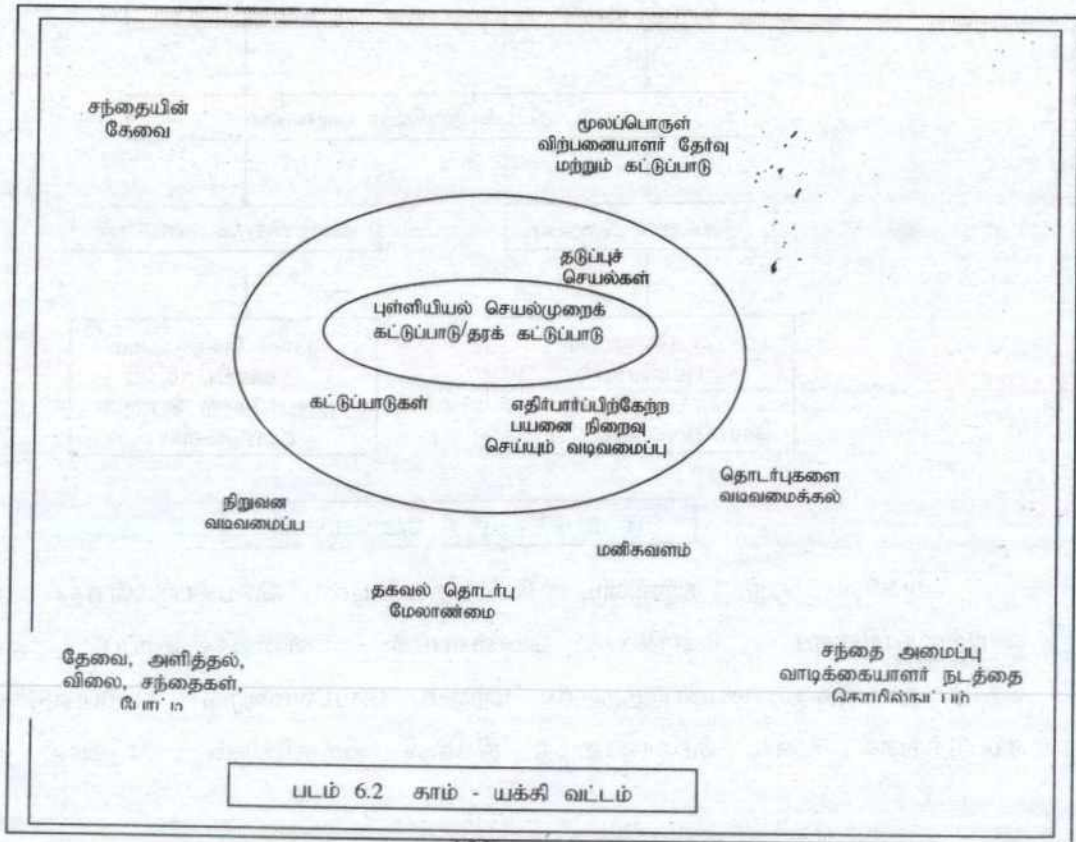 சந்தையின்
தேவை
மூலப்பொருள்
விற்பனையாளர் தேர்வு
மற்றும் கட்டுப்பாடு
தடுப்புச்
செயல்கள்
புள்ளியியல் செயல்முறைக்
கட்டுப்பாடு/தரக் கட்டுப்பாடு
கட்டுப்பாடுகள்
எதிர்பார்ப்பிற்கேற்ற
பயனை நிறைவு
செய்யும் வடிவமைப்பு
தொடர்புகளை
வடிவமைக்கல்
நிறுவன
வடிவமைப்ப
மனிகவளம்
தகவல் தொடர்பு
மேலாண்மை
தேவை, அளித்தல்,
விலை, சந்தைகள்,
போட்டி
சந்தை அமைப்பு
வாடிக்கையாளர் நடத்தை
தொழில்நுட்பம்
படம் 6.2 காம் - யக்கி வட்டம்